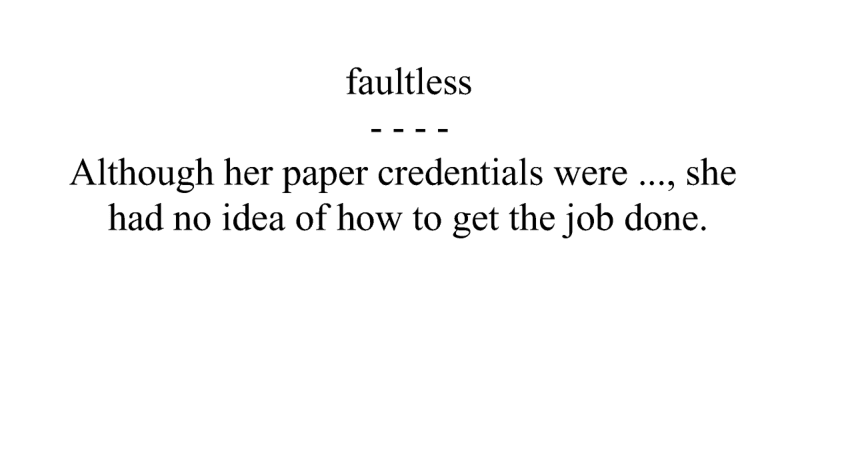 faultless
- - - -
Although her paper credentials were ..., she
had no idea of how to get the job done.